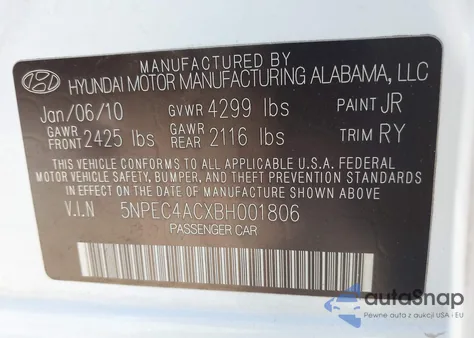 MANUFACTURED BY
HYUNDAI MOTOR MANUFACTURING ALABAMA, LLC
Jan/06/10 GVWR 4299 lbs PAINT JR
GAWR FRONT 2425 lbs GAWR REAR 2116 lbs TRIM RY
THIS VEHICLE CONFORMS TO ALL APPLICABLE U.S.A. FEDERAL
MOTOR VEHICLE SAFETY, BUMPER, AND THEFT PREVENTION STANDARDS
IN EFFECT ON THE DATE OF MANUFACTURE SHOWN ABOVE.
V.I.N 5NPEC4ACXBH001806
PASSENGER CAR
autaSnap
Pewne auto z aukcji USA - EU